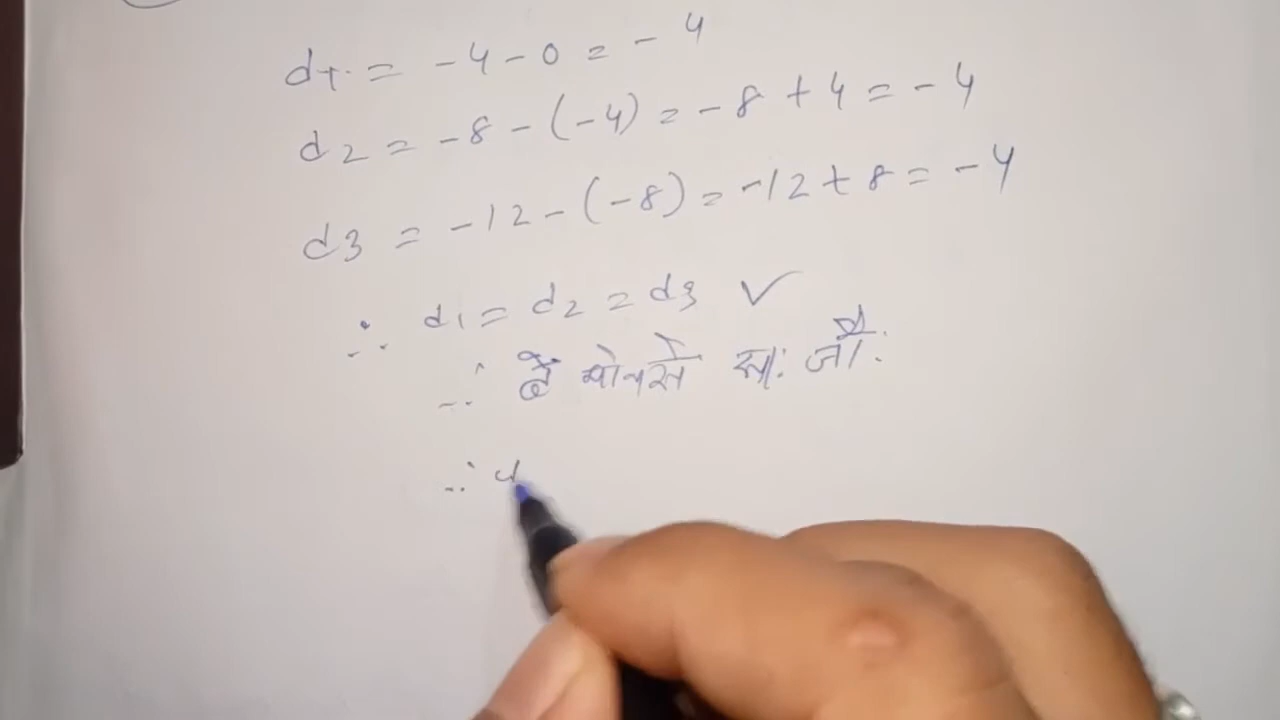 d1 = -4 - 0 = -4
d2 = -8 - (-4) = -8 + 4 = -4
d3 = -12 - (-8) = -12 + 8 = -4
∴ d1 = d2 = d3 ✓
∴
∴